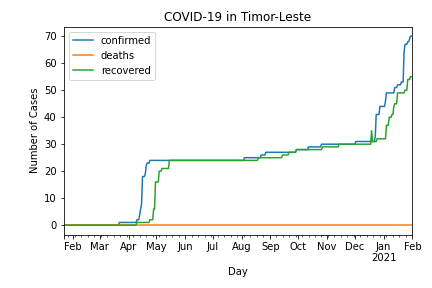 COVID-19 in Timor-Leste
confirmed
deaths
recovered
Number of Cases
70
60
50
40
30
20
10
0
Feb Mar Apr May Jun Jul Aug Sep Oct Nov Dec Jan Feb
2021
Day